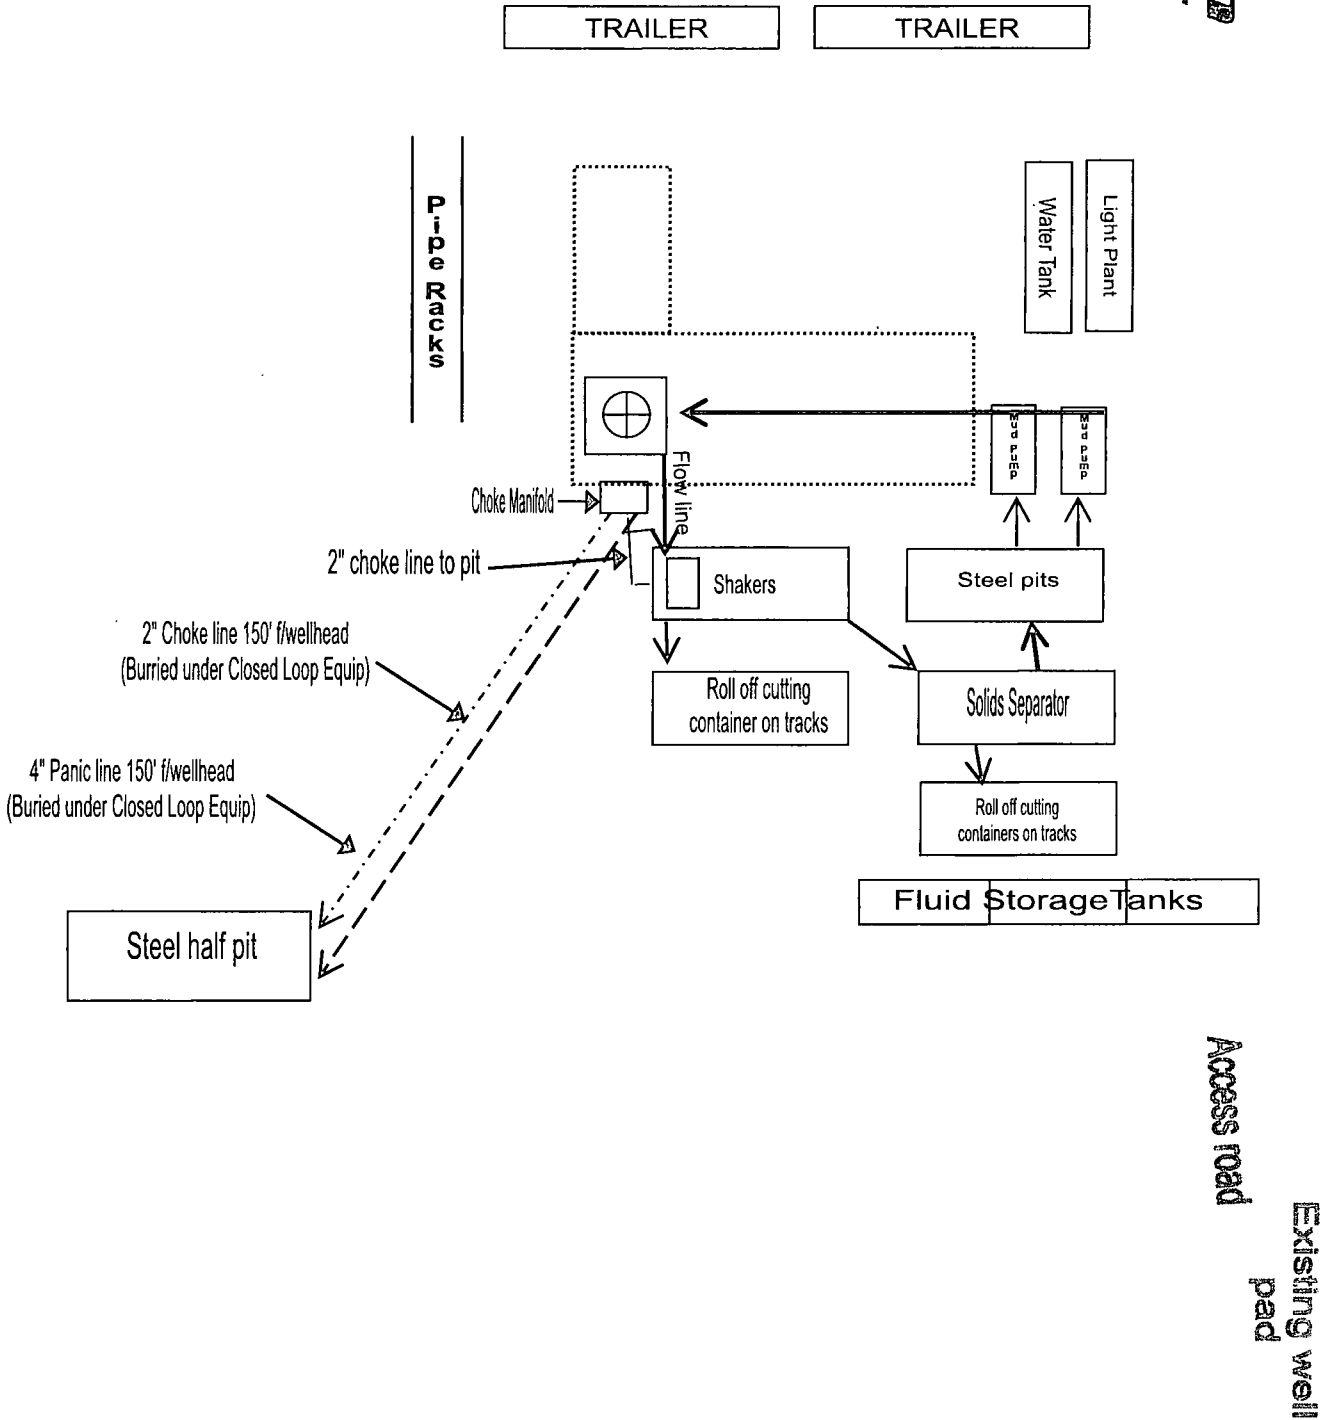 TRAILER
TRAILER
Pipe Racks
Water Tank
Light Plant
Mud Pump
Mud Pump
Flow line
Choke Manifold
2" choke line to pit
Shakers
Steel pits
2" Choke line 150' f/wellhead
(Burried under Closed Loop Equip)
Roll off cutting
container on tracks
Solids Separator
4" Panic line 150' f/wellhead
(Buried under Closed Loop Equip)
Roll off cutting
containers on tracks
Fluid StorageTanks
Steel half pit
Access road
Existing well
pad